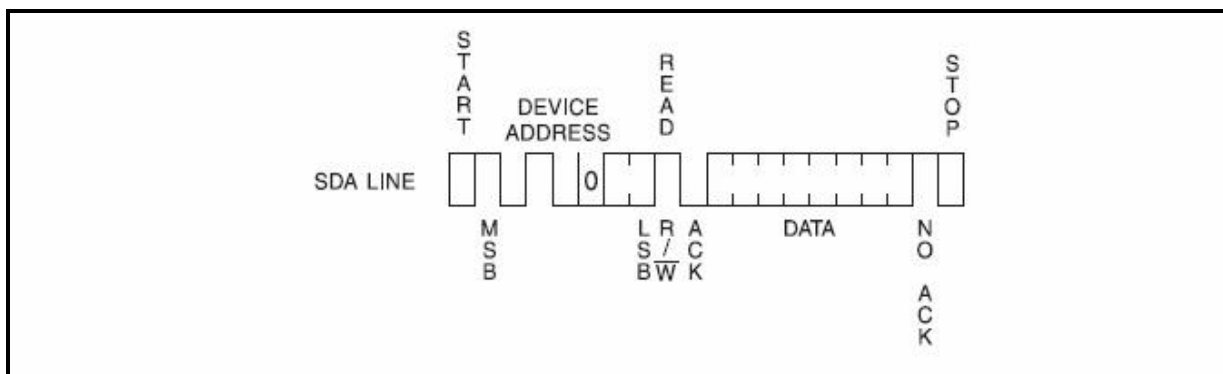 START
READ
STOP
DEVICE
ADDRESS
SDA LINE
0
MSB
LSB
R/W
ACK
DATA
NO ACK